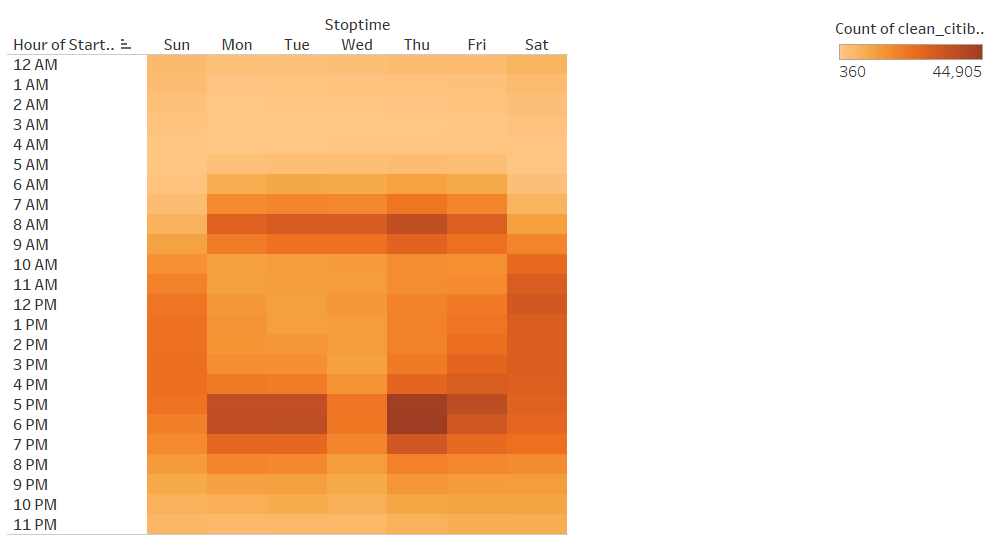 Stoptime
Hour of Start.. Sun Mon Tue Wed Thu Fri Sat
12 AM
1 AM
2 AM
3 AM
4 AM
5 AM
6 AM
7 AM
8 AM
9 AM
10 AM
11 AM
12 PM
1 PM
2 PM
3 PM
4 PM
5 PM
6 PM
7 PM
8 PM
9 PM
10 PM
11 PM
Count of clean_citib..
360 44,905